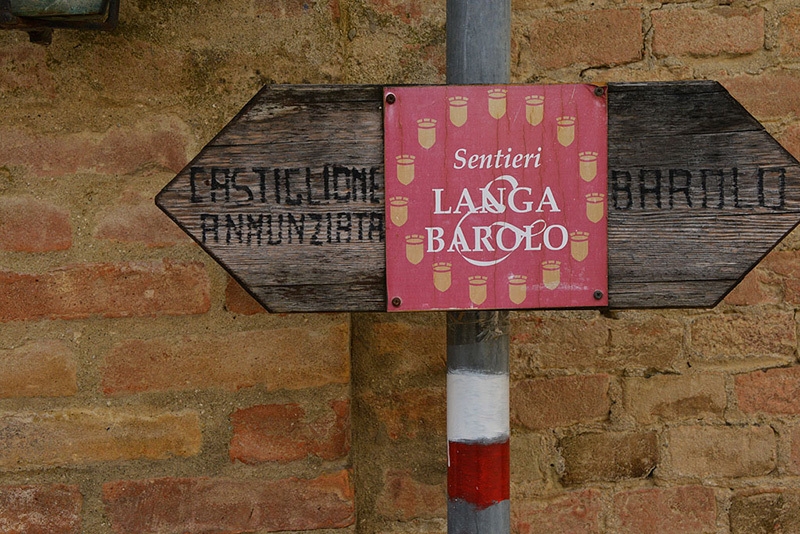 CASTIGLIONE
ANNUNZIATA
Sentieri
LANGA
&
BAROLO
BAROLO